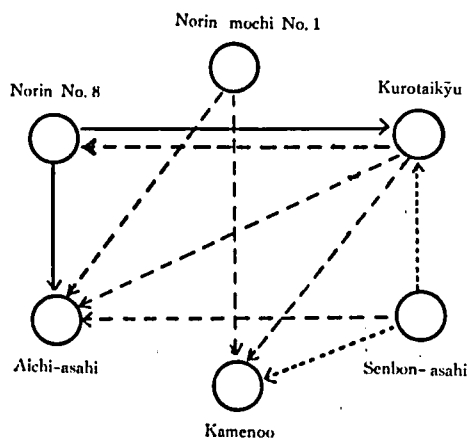 Norin mochi No. 1
Norin No. 8
Kurotaikyū
Aichi-asahi
Senbon-asahi
Kamenoo